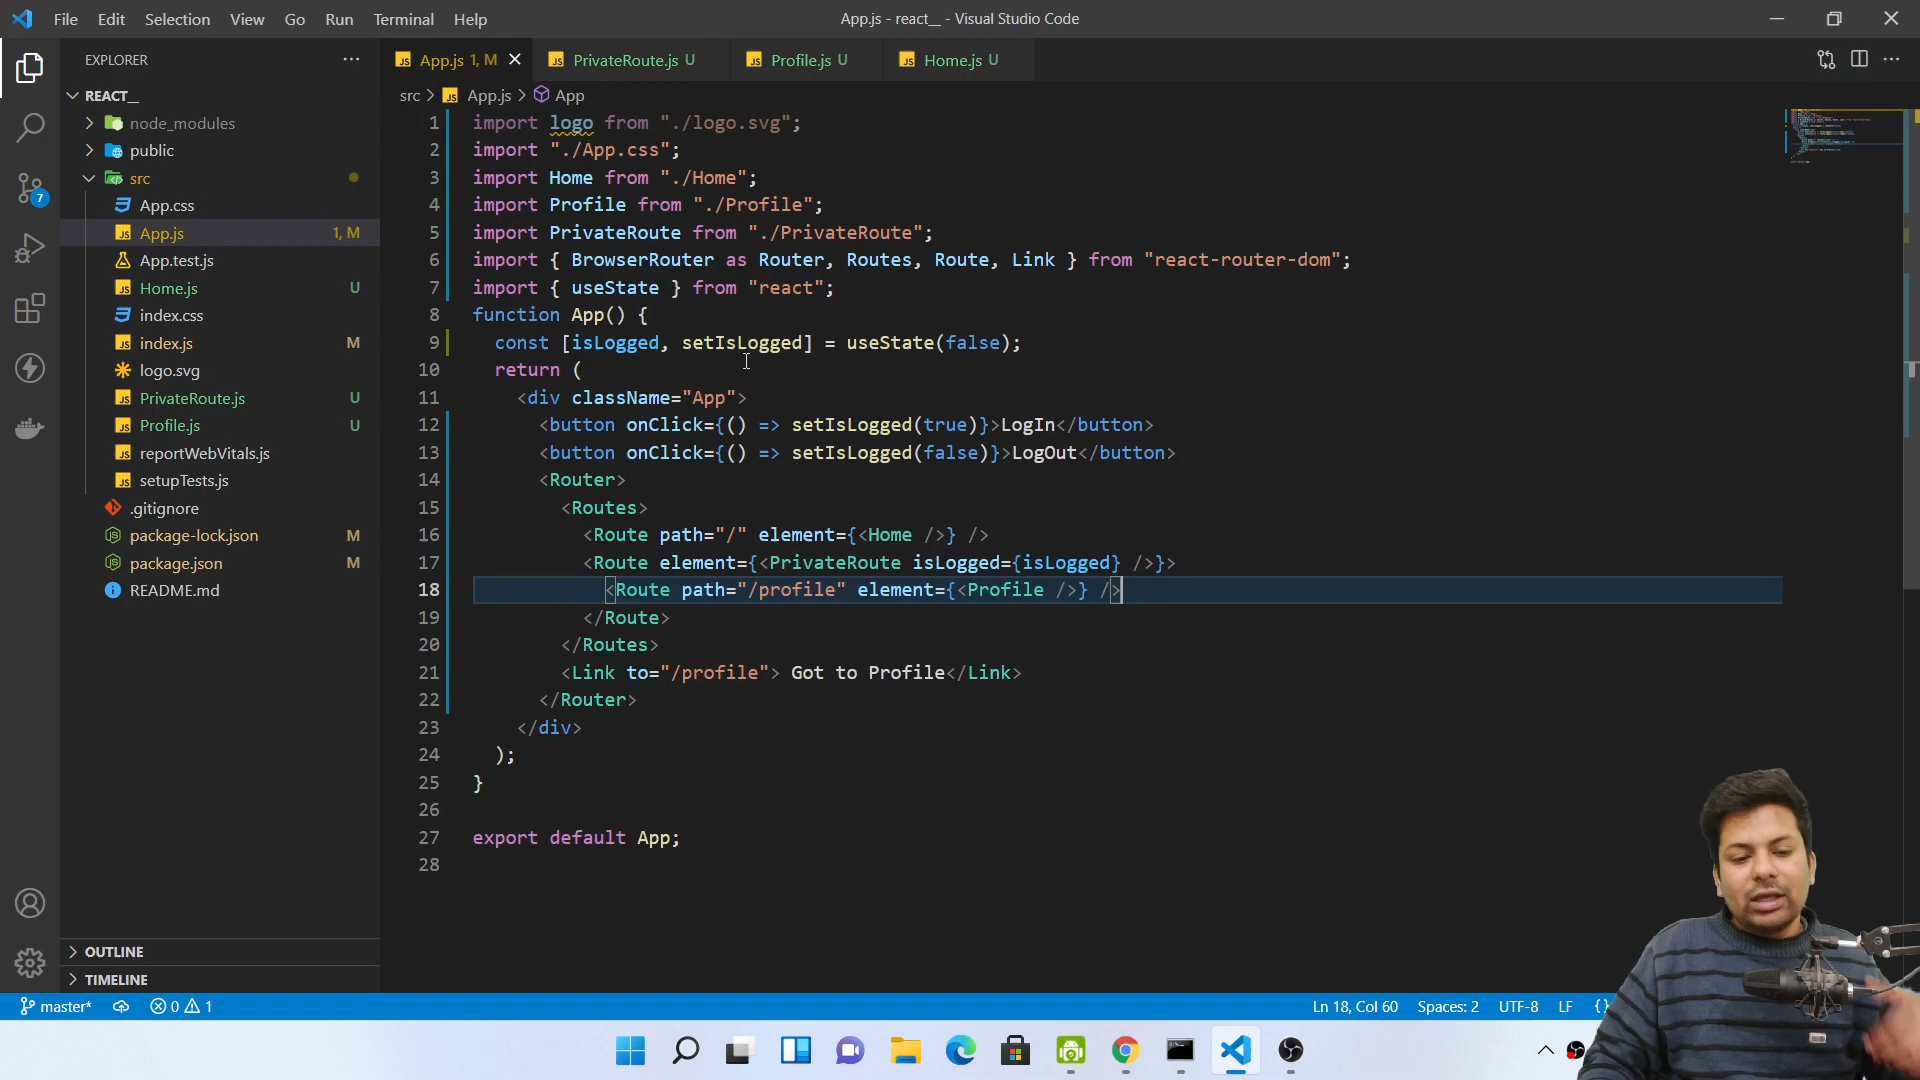 File Edit Selection View Go Run Terminal Help
App.js - react__ - Visual Studio Code
EXPLORER
REACT__
node_modules
public
src
App.css
App.js 1, M
App.test.js
Home.js U
index.css
index.js M
logo.svg
PrivateRoute.js U
Profile.js U
reportWebVitals.js
setupTests.js
.gitignore
package-lock.json M
package.json M
README.md
OUTLINE
TIMELINE
7
App.js 1, M
PrivateRoute.js U
Profile.js U
Home.js U
src > App.js > App
1 import logo from "./logo.svg";
2 import "./App.css";
3 import Home from "./Home";
4 import Profile from "./Profile";
5 import PrivateRoute from "./PrivateRoute";
6 import { BrowserRouter as Router, Routes, Route, Link } from "react-router-dom";
7 import { useState } from "react";
8 function App() {
9 const [isLogged, setIsLogged] = useState(false);
10 return (
11 <div className="App">
12 <button onClick={() => setIsLogged(true)}>LogIn</button>
13 <button onClick={() => setIsLogged(false)}>LogOut</button>
14 <Router>
15 <Routes>
16 <Route path="/" element={<Home />} />
17 <Route element={<PrivateRoute isLogged={isLogged} />}>
18 <Route path="/profile" element={<Profile />} />
19 </Route>
20 </Routes>
21 <Link to="/profile"> Got to Profile</Link>
22 </Router>
23 </div>
24 );
25 }
26
27 export default App;
28
master* 0 1
Ln 18, Col 60 Spaces: 2 UTF-8 LF {}